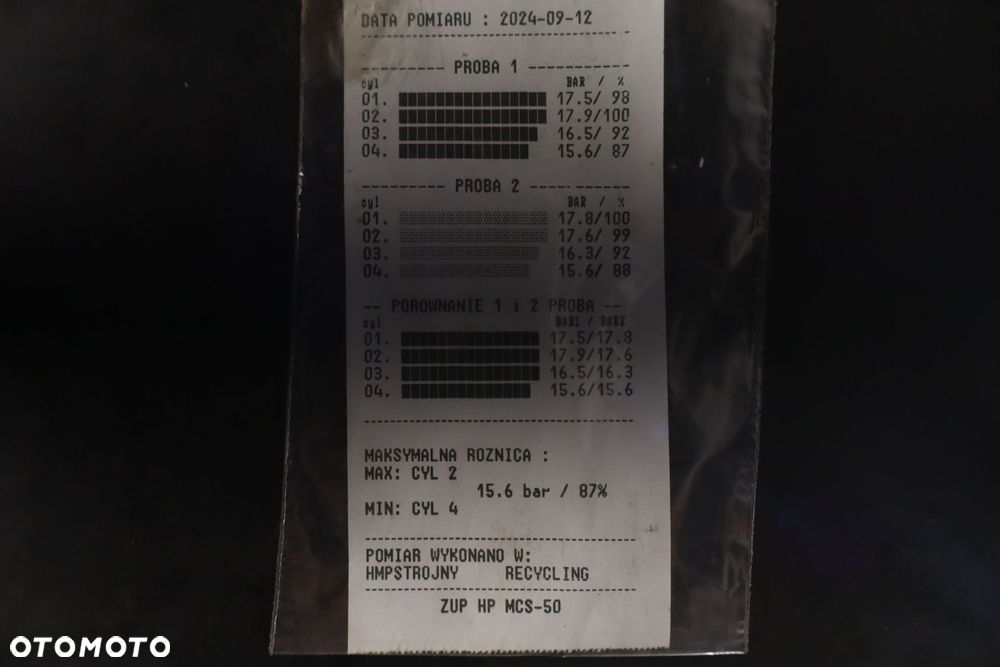 DATA POMIARU : 2024-09-12
PROBA 1
cyl BAR / %
01. 17.5/ 98
02. 17.9/100
03. 16.5/ 92
04. 15.6/ 87
PROBA 2
cyl BAR / %
01. 17.8/100
02. 17.6/ 99
03. 16.3/ 92
04. 15.6/ 88
-- POROWNANIE 1 i 2 PROBA --
cyl BAR1 / BAR2
01. 17.5/17.8
02. 17.9/17.6
03. 16.5/16.3
04. 15.6/15.6
MAKSYMALNA ROZNICA :
MAX: CYL 2
15.6 bar / 87%
MIN: CYL 4
POMIAR WYKONANO W:
HMPSTROJNY RECYCLING
ZUP HP MCS-50
OTOMOTO